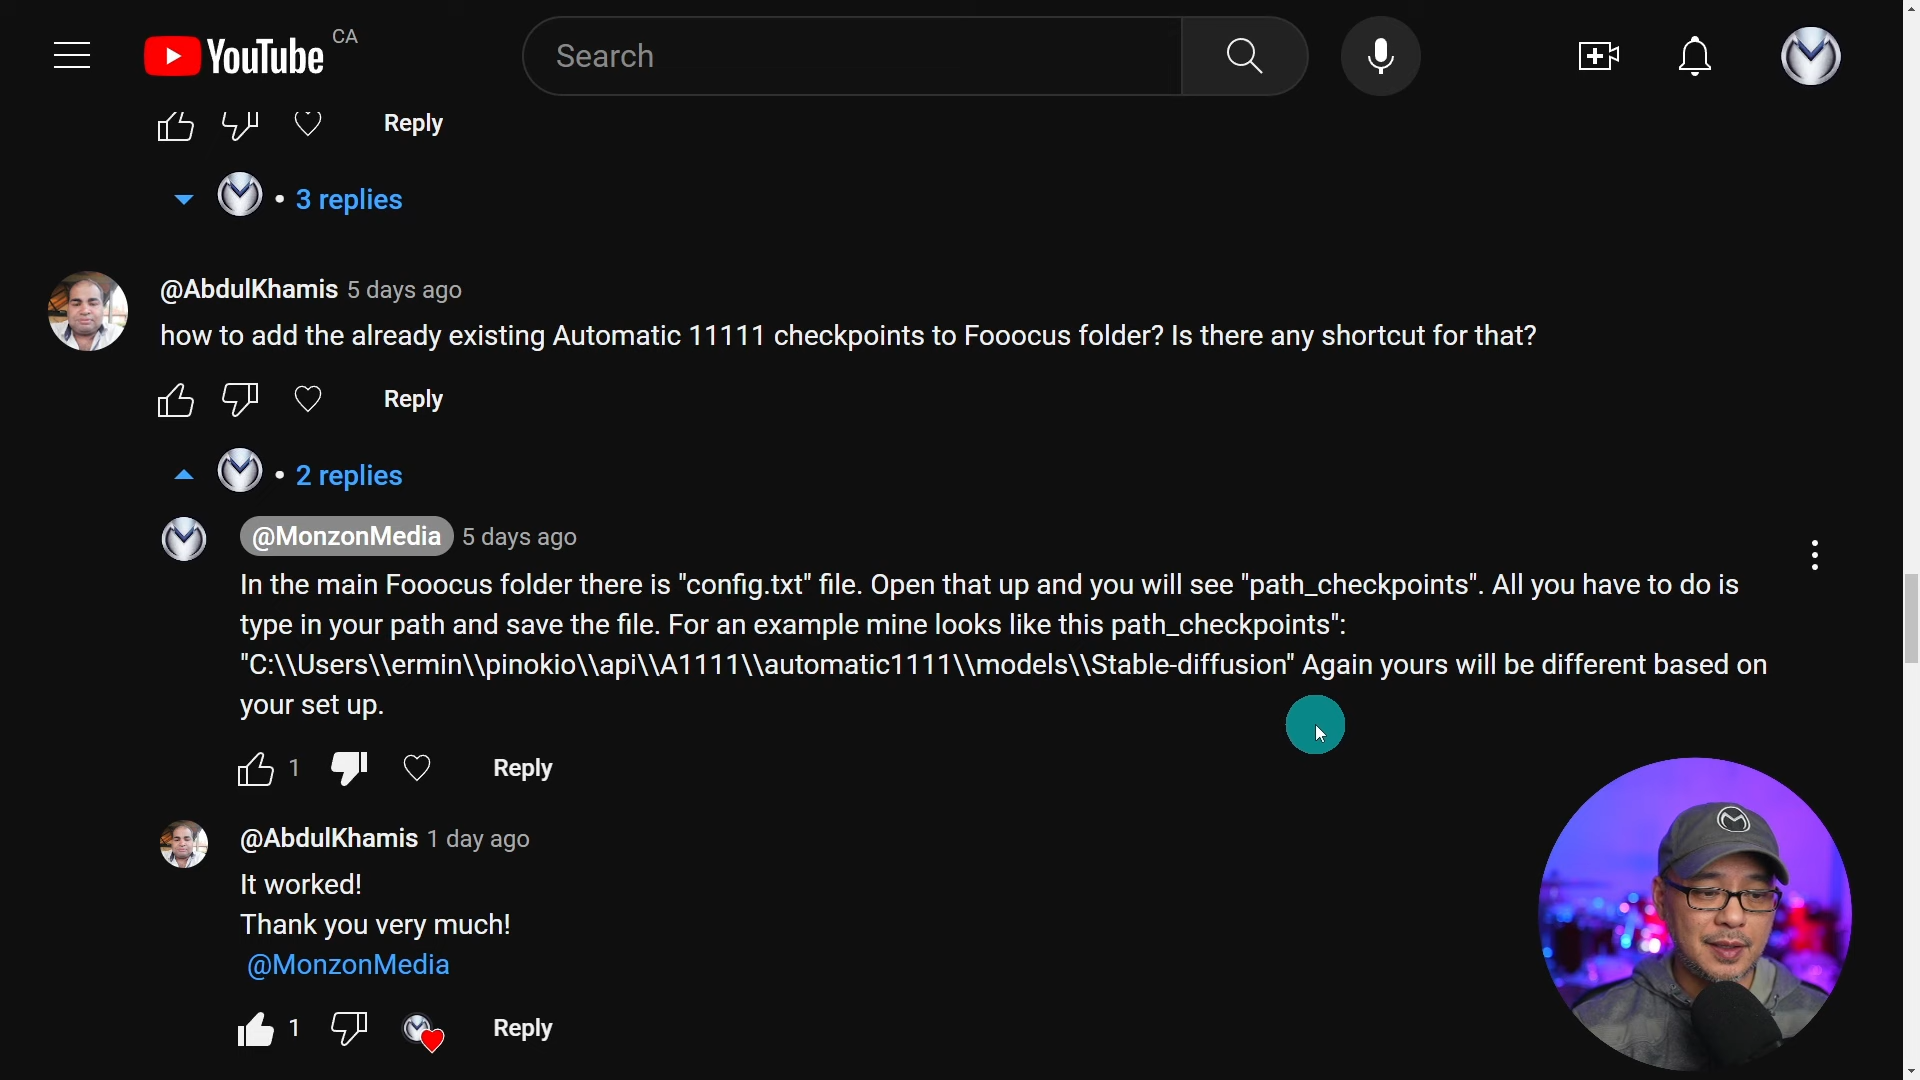 YouTube CA
Search
Reply
• 3 replies
@AbdulKhamis 5 days ago
how to add the already existing Automatic 11111 checkpoints to Fooocus folder? Is there any shortcut for that?
Reply
• 2 replies
@MonzonMedia 5 days ago
In the main Fooocus folder there is "config.txt" file. Open that up and you will see "path_checkpoints". All you have to do is
type in your path and save the file. For an example mine looks like this path_checkpoints":
"C:\\Users\\ermin\\pinokio\\api\\A1111\\automatic1111\\models\\Stable-diffusion" Again yours will be different based on
your set up.
1 Reply
@AbdulKhamis 1 day ago
It worked!
Thank you very much!
@MonzonMedia
1 Reply